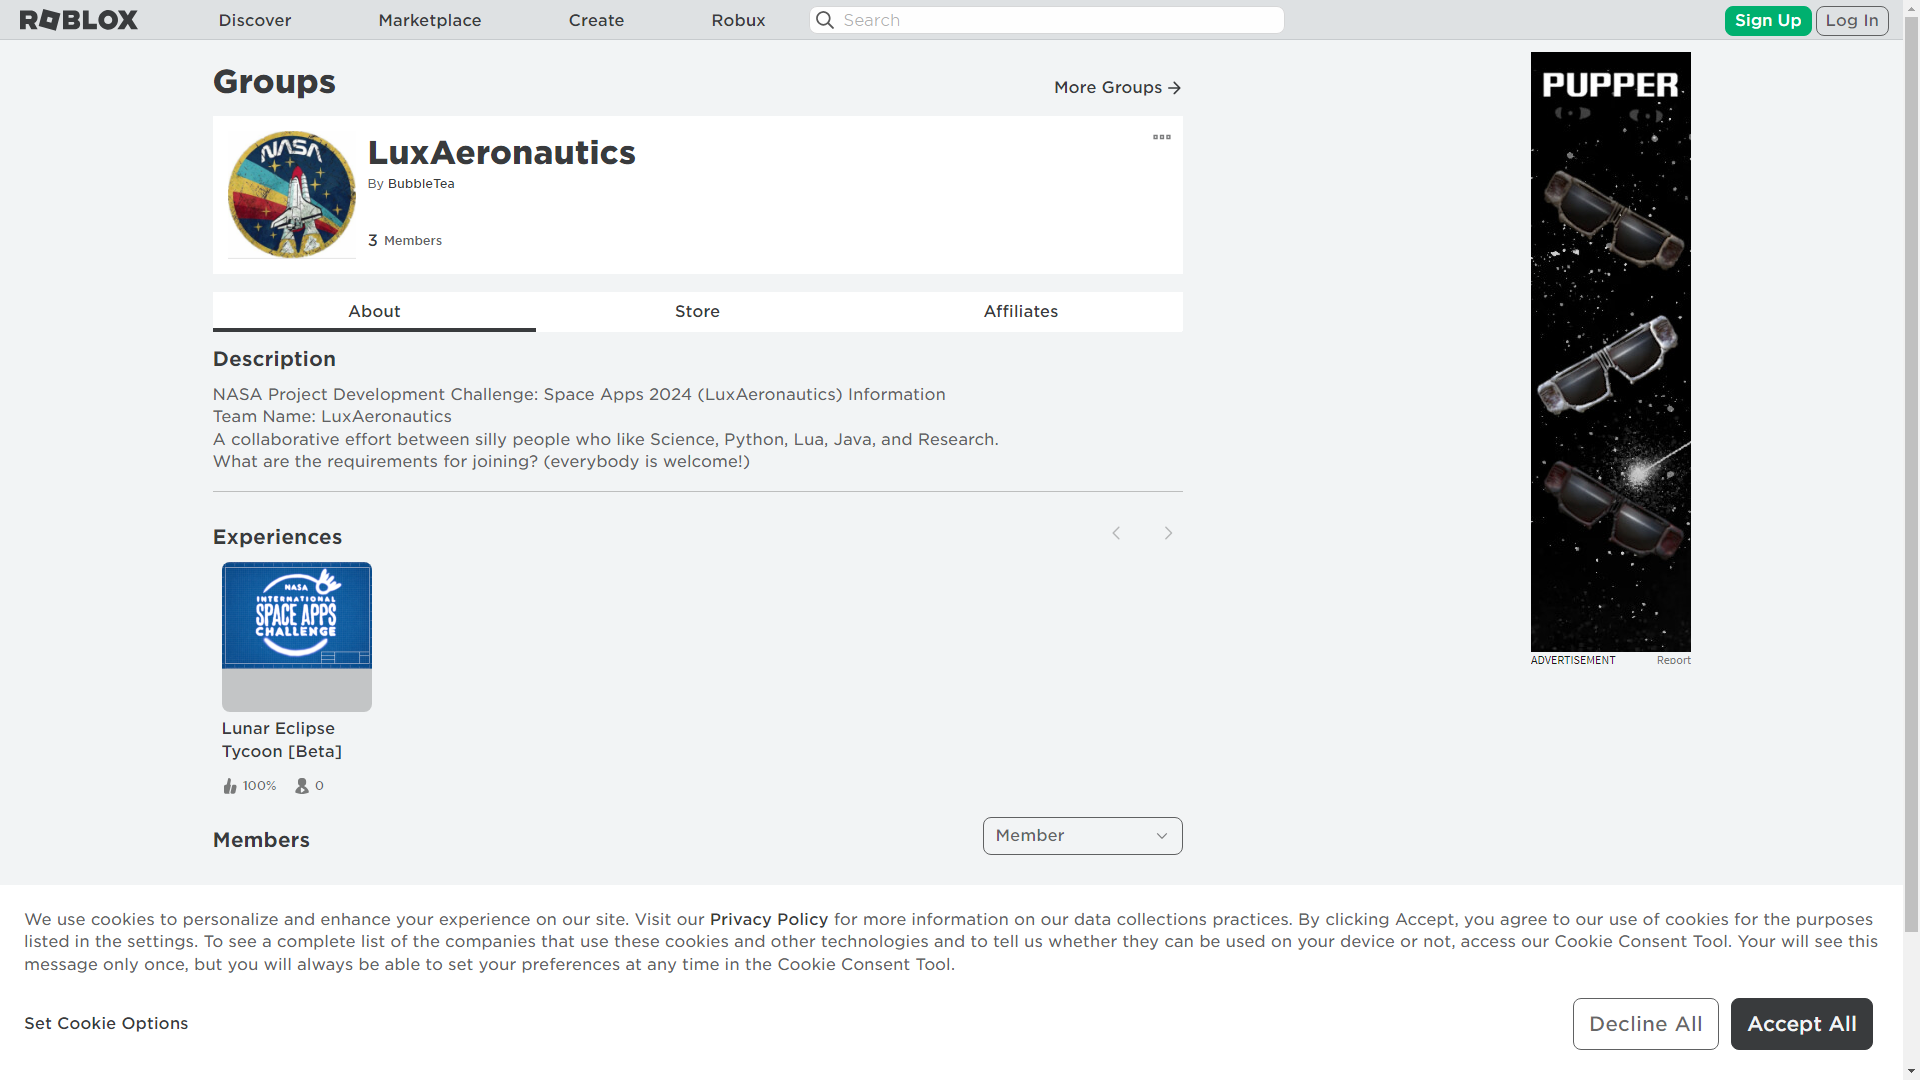 ROBLOX
Discover
Marketplace
Create
Robux
Search
Sign Up
Log In
Groups
More Groups
NASA
LuxAeronautics
By BubbleTea
3 Members
About
Store
Affiliates
Description
NASA Project Development Challenge: Space Apps 2024 (LuxAeronautics) Information
Team Name: LuxAeronautics
A collaborative effort between silly people who like Science, Python, Lua, Java, and Research.
What are the requirements for joining? (everybody is welcome!)
Experiences
NASA
INTERNATIONAL
SPACE APPS
CHALLENGE
Lunar Eclipse
Tycoon [Beta]
100% 0
Members
Member
PUPPER
ADVERTISEMENT
Report
We use cookies to personalize and enhance your experience on our site. Visit our Privacy Policy for more information on our data collections practices. By clicking Accept, you agree to our use of cookies for the purposes
listed in the settings. To see a complete list of the companies that use these cookies and other technologies and to tell us whether they can be used on your device or not, access our Cookie Consent Tool. Your will see this
message only once, but you will always be able to set your preferences at any time in the Cookie Consent Tool.
Set Cookie Options
Decline All
Accept All